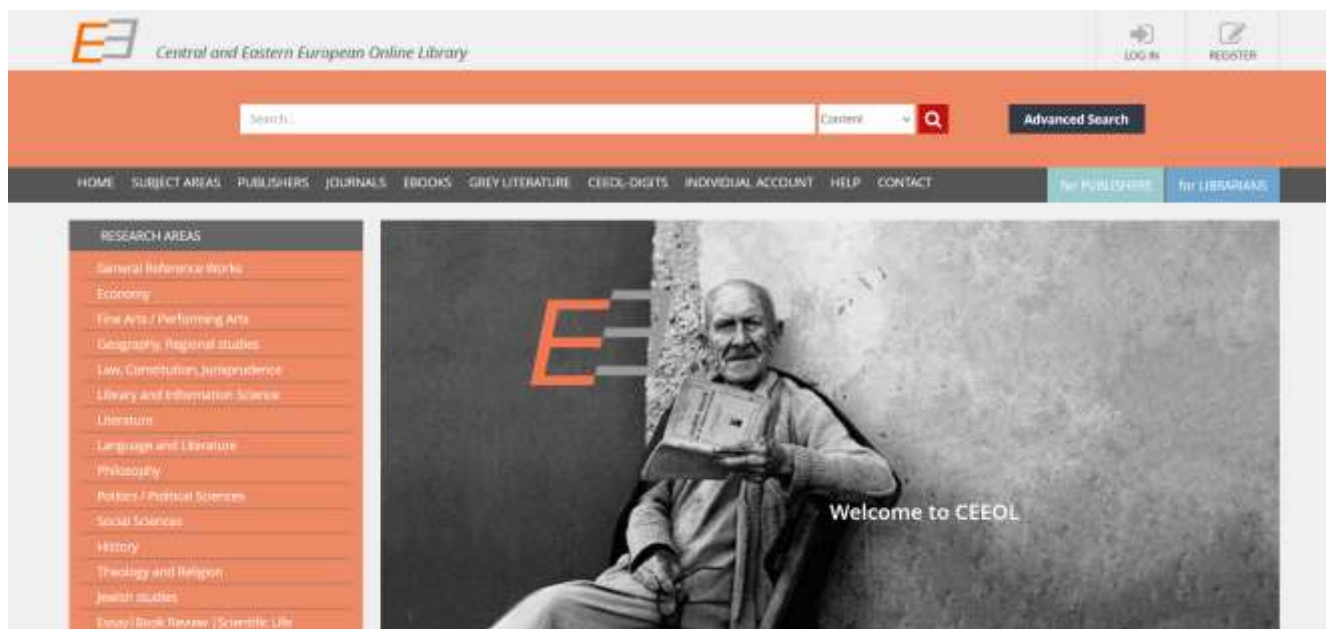 EE Central and Eastern European Online Library
LOG IN
REGISTER
Search...
Content
Advanced Search
HOME SUBJECT AREAS PUBLISHERS JOURNALS EBOOKS GREY LITERATURE CEEOL-DIGITS INDIVIDUAL ACCOUNT HELP CONTACT
for PUBLISHERS for LIBRARIANS
RESEARCH AREAS
General Reference Works
Economy
Fine Arts / Performing Arts
Geography, Regional studies
Law, Constitution, Jurisprudence
Library and Information Science
Literature
Language and Literature
Philosophy
Politics / Political Sciences
Social Sciences
History
Theology and Religion
Jewish studies
Essay|Book Review |Scientific Life
Welcome to CEEOL